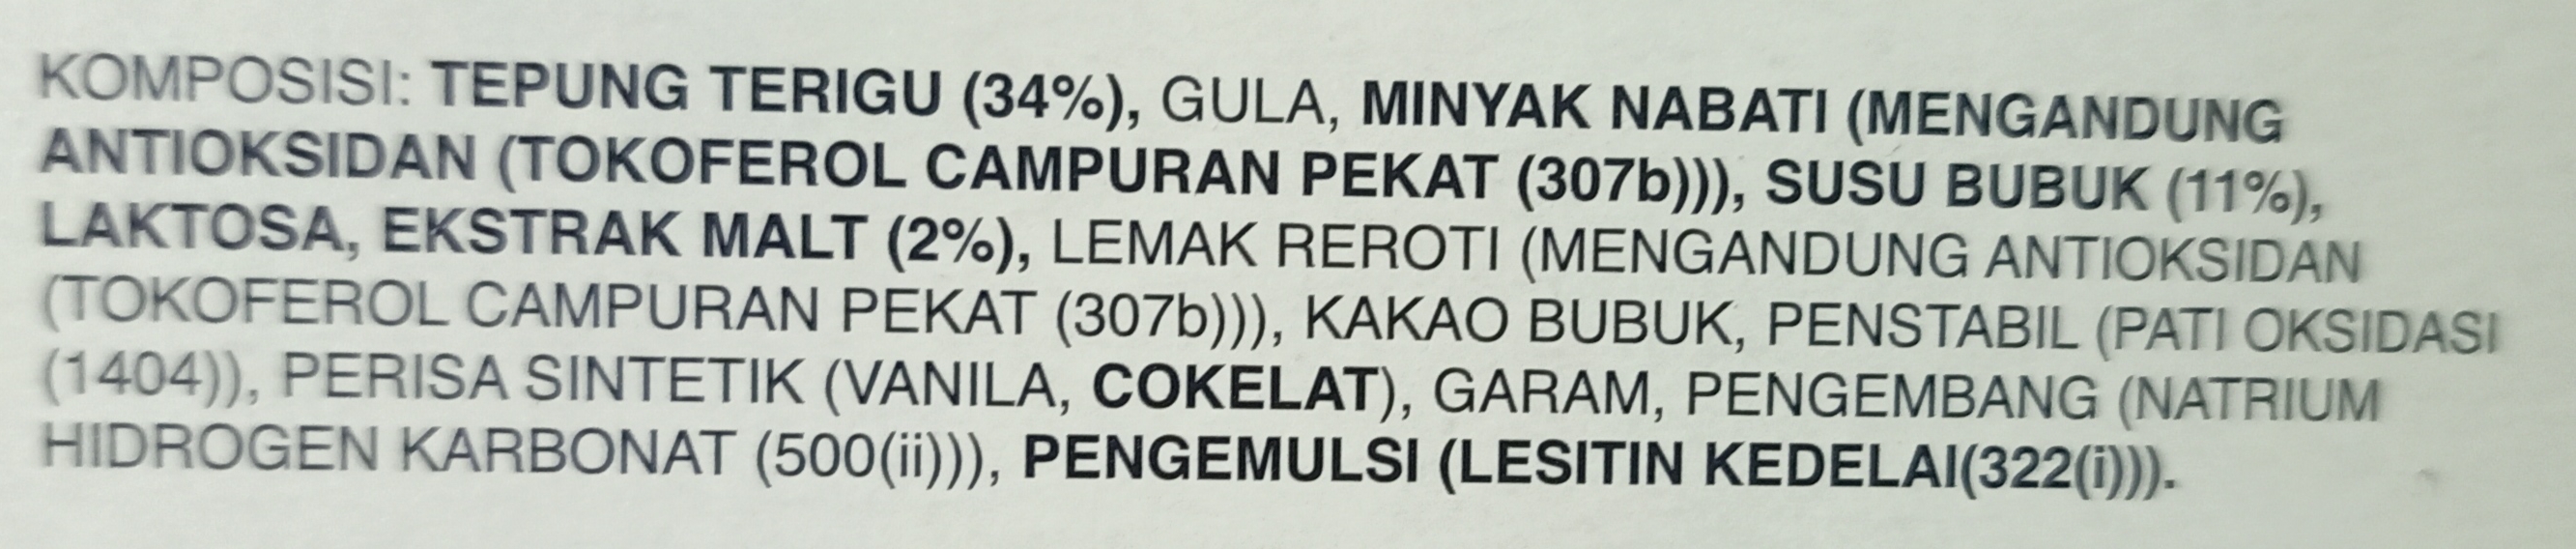 KOMPOSISI: TEPUNG TERIGU (34%), GULA, MINYAK NABATI (MENGANDUNG
ANTIOKSIDAN (TOKOFEROL CAMPURAN PEKAT (307b))), SUSU BUBUK (11%),
LAKTOSA, EKSTRAK MALT (2%), LEMAK REROTI (MENGANDUNG ANTIOKSIDAN
(TOKOFEROL CAMPURAN PEKAT (307b))), KAKAO BUBUK, PENSTABIL (PATI OKSIDASI
(1404)), PERISA SINTETIK (VANILA, COKELAT), GARAM, PENGEMBANG (NATRIUM
HIDROGEN KARBONAT (500(ii))), PENGEMULSI (LESITIN KEDELAI(322(i))).